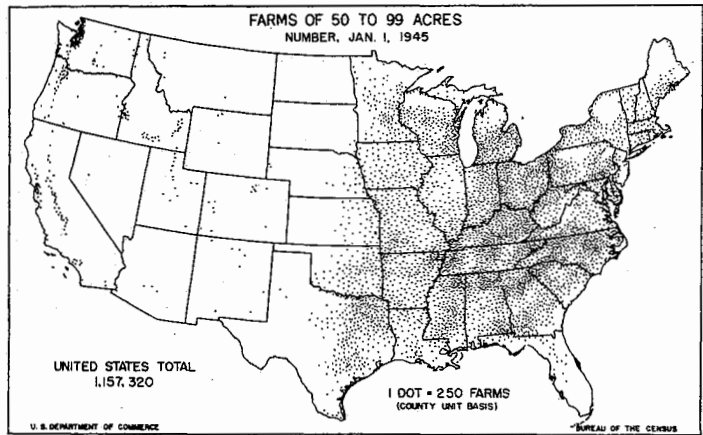 FARMS OF 50 TO 99 ACRES
NUMBER, JAN. 1, 1945
UNITED STATES TOTAL
1,157,320
1 DOT = 250 FARMS
(COUNTY UNIT BASIS)
U. S. DEPARTMENT OF COMMERCE
BUREAU OF THE CENSUS